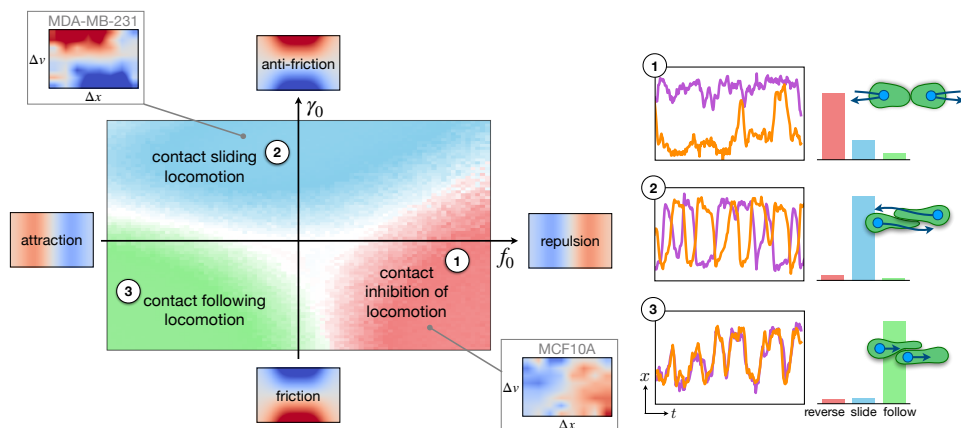 MDA-MB-231
Δv
Δx
anti-friction
γ₀
contact sliding
locomotion
2
attraction
repulsion
f₀
1
contact
inhibition of
locomotion
3
contact following
locomotion
friction
MCF10A
Δv
Δx
1
2
3
x
t
reverse slide follow